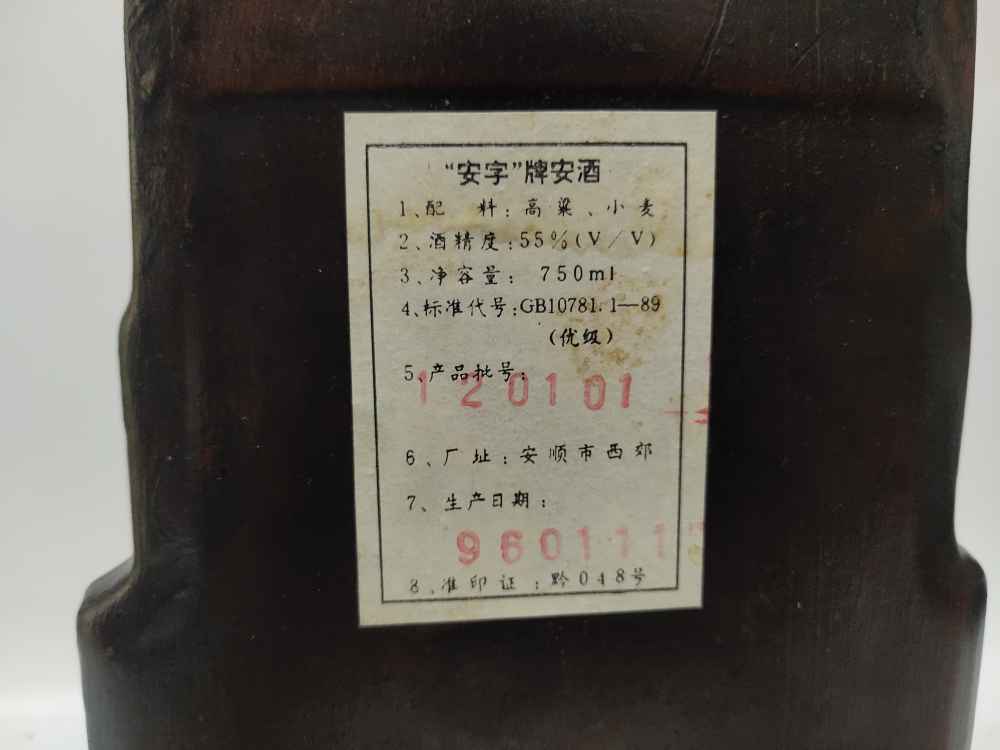 “安字”牌安酒
1、配 料：高粱、小麦
2、酒精度：55%(V/V)
3、净容量： 750ml
4、标准代号：GB10781.1—89
(优级)
5、产品批号：
120101
6、厂址：安顺市西郊
7、生产日期：
960111
8、准印证：黔048号